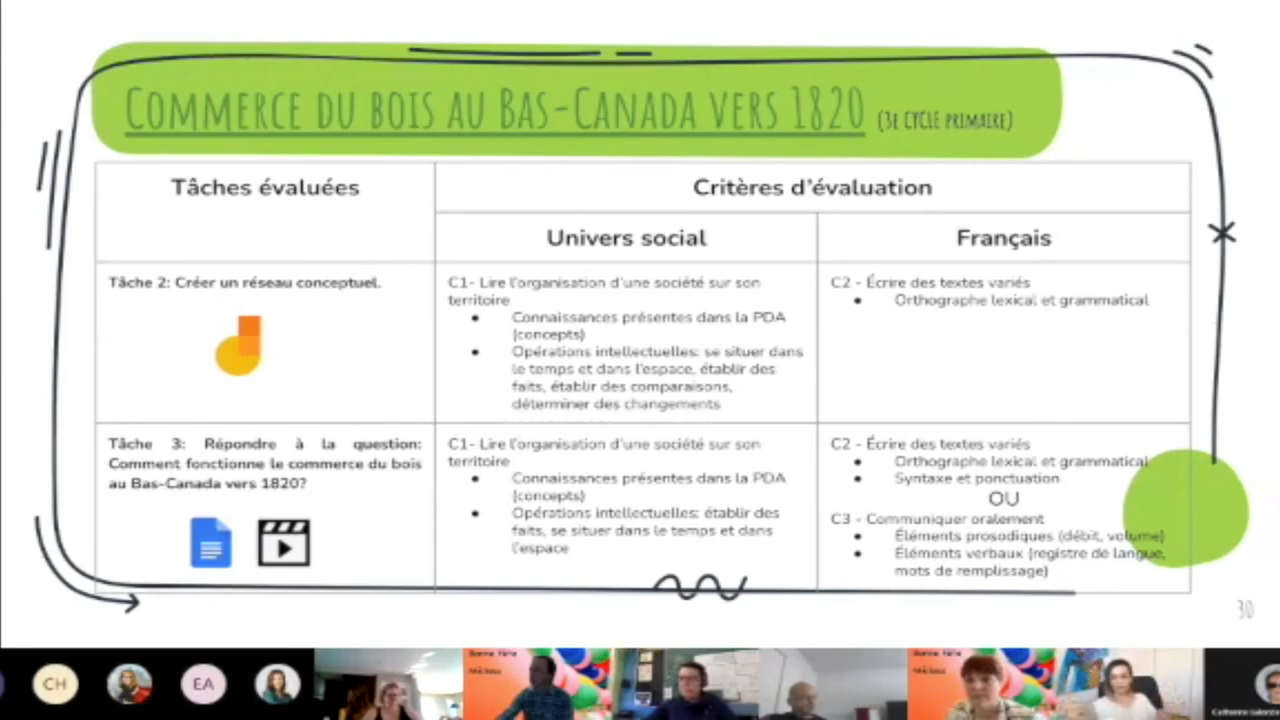 Commerce du bois au Bas-Canada vers 1820 (3e CYCLE PRIMAIRE)
Tâches évaluées
Critères d'évaluation
Univers social
Français
Tâche 2: Créer un réseau conceptuel.
C1- Lire l'organisation d'une société sur son
territoire
● Connaissances présentes dans la PDA
(concepts)
● Opérations intellectuelles: se situer dans
le temps et dans l'espace, établir des
faits, établir des comparaisons,
déterminer des changements
C2 - Écrire des textes variés
● Orthographe lexical et grammatical
Tâche 3: Répondre à la question:
Comment fonctionne le commerce du bois
au Bas-Canada vers 1820?
C1- Lire l'organisation d'une société sur son
territoire
● Connaissances présentes dans la PDA
(concepts)
● Opérations intellectuelles: établir des
faits, se situer dans le temps et dans
l'espace
C2 - Écrire des textes variés
● Orthographe lexical et grammatical
● Syntaxe et ponctuation
OU
C3 - Communiquer oralement
● Éléments prosodiques (débit, volume)
● Éléments verbaux (registre de langue,
mots de remplissage)
30
CH
EA
Bonne fête
Mélissa
Bonne fête
Mélissa
Catherine